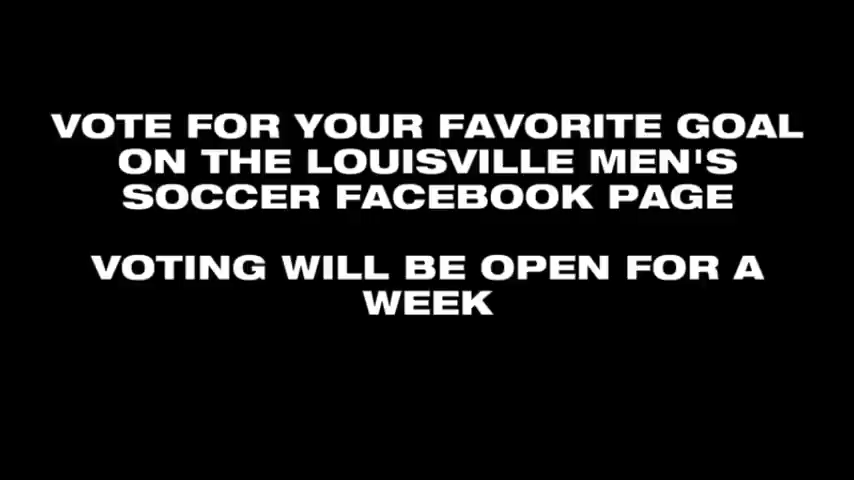 VOTE FOR YOUR FAVORITE GOAL
ON THE LOUISVILLE MEN'S
SOCCER FACEBOOK PAGE
VOTING WILL BE OPEN FOR A
WEEK